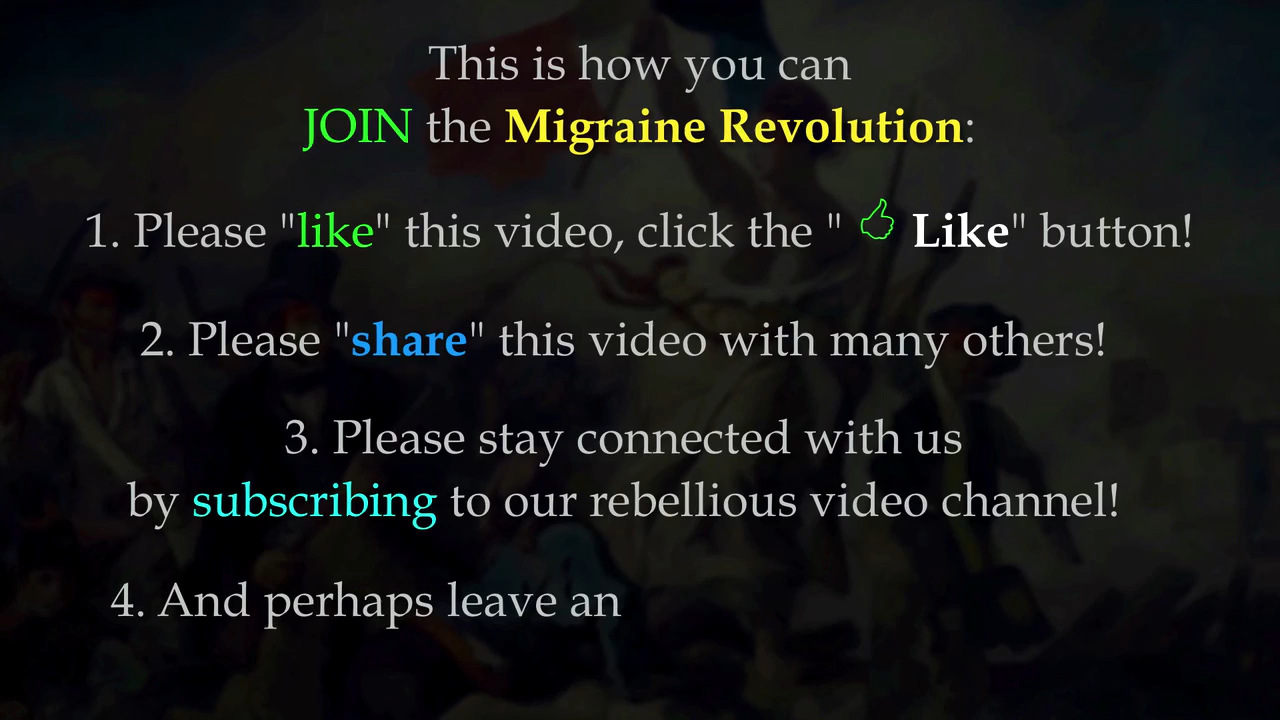 This is how you can
JOIN the Migraine Revolution:
1. Please "like" this video, click the " Like" button!
2. Please "share" this video with many others!
3. Please stay connected with us
by subscribing to our rebellious video channel!
4. And perhaps leave an